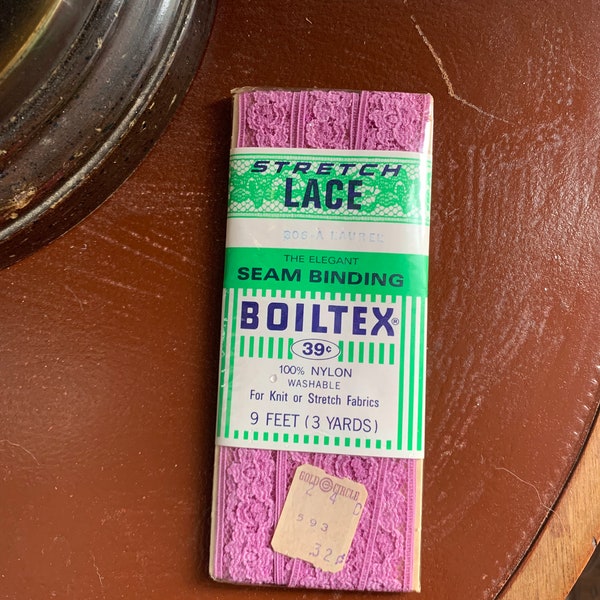 STRETCH
LACE
208-A LAUREL
THE ELEGANT
SEAM BINDING
BOILTEX®
39¢
100% NYLON
WASHABLE
For Knit or Stretch Fabrics
9 FEET (3 YARDS)
GOLD CIRCLE
593
32¢